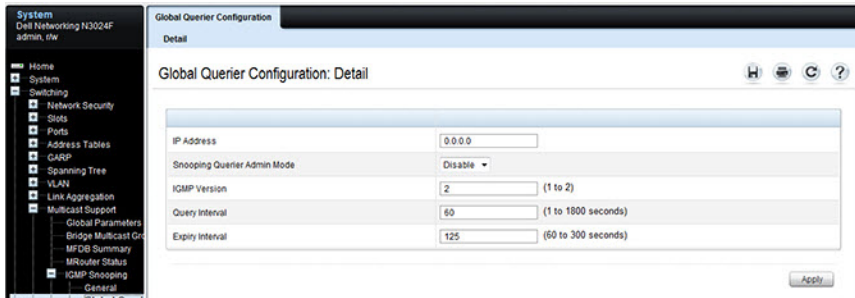 System
Dell Networking N3024F
admin, r/w
Home
System
Switching
Network Security
Slots
Ports
Address Tables
GARP
Spanning Tree
VLAN
Link Aggregation
Multicast Support
Global Parameters
Bridge Multicast Gro
MFDB Summary
MRouter Status
IGMP Snooping
General
Global Querier Configuration
Detail
Global Querier Configuration: Detail
IP Address 0.0.0.0
Snooping Querier Admin Mode Disable
IGMP Version 2 (1 to 2)
Query Interval 60 (1 to 1800 seconds)
Expiry Interval 125 (60 to 300 seconds)
Apply